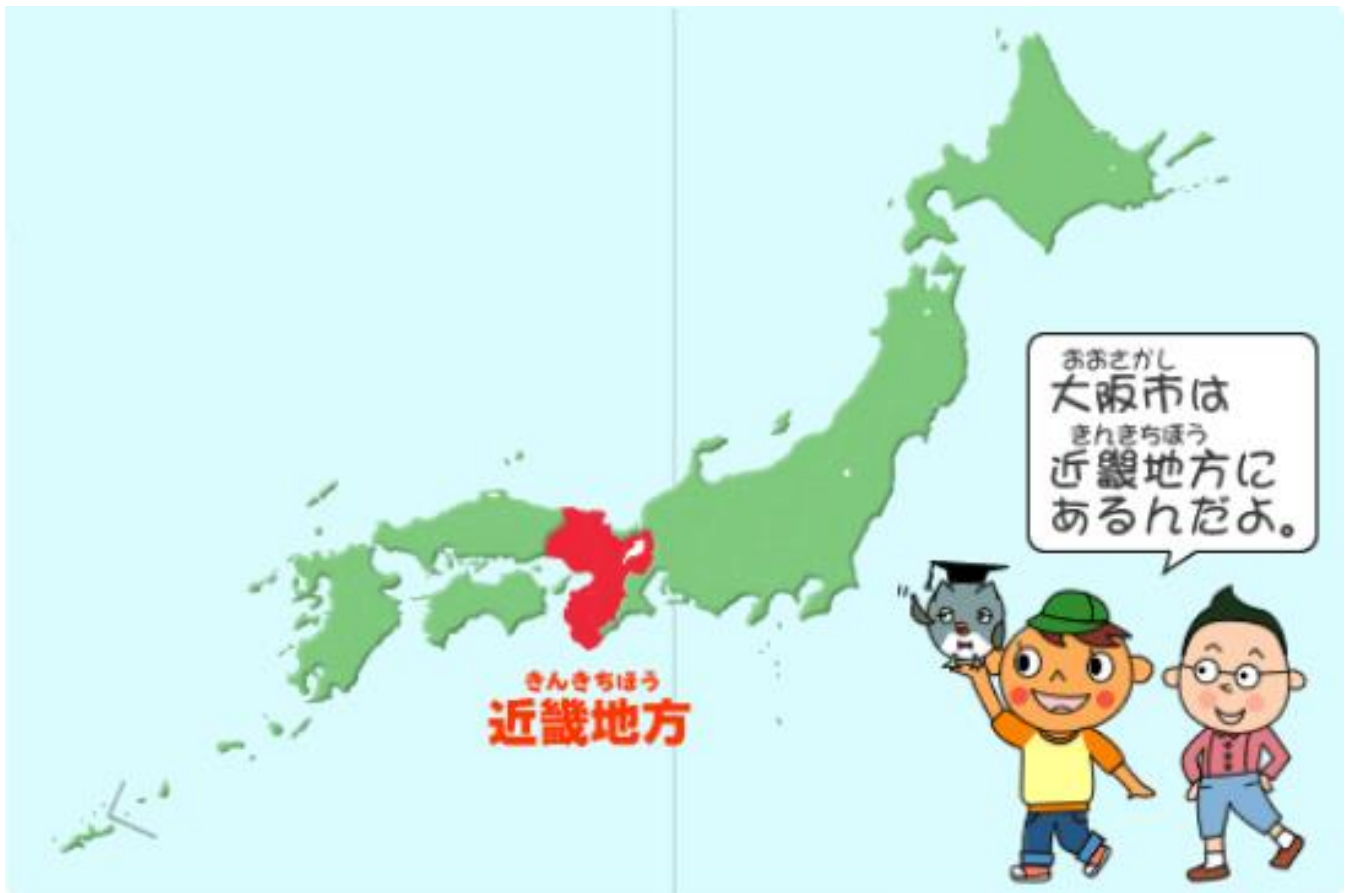 おおさかし
大阪市は
きんきちほう
近畿地方に
あるんだよ。
きんきちほう
近畿地方